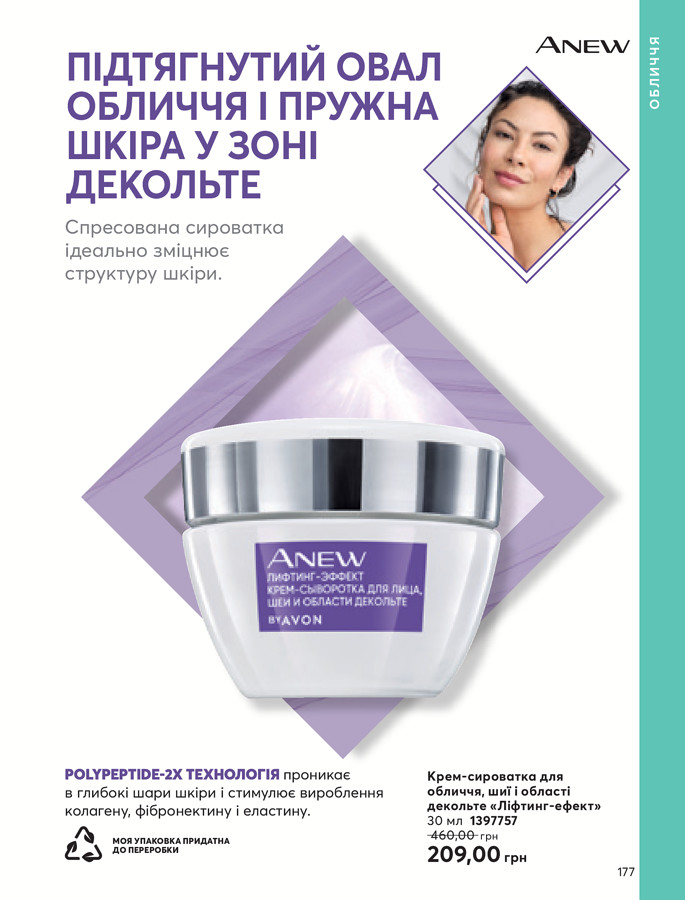 ANEW
ОБЛИЧЧЯ
ПІДТЯГНУТИЙ ОВАЛ
ОБЛИЧЧЯ І ПРУЖНА
ШКІРА У ЗОНІ
ДЕКОЛЬТЕ
Спресована сироватка
ідеально зміцнює
структуру шкіри.
ANEW
ЛИФТИНГ-ЭФФЕКТ
КРЕМ-СЫВОРОТКА ДЛЯ ЛИЦА,
ШЕИ И ОБЛАСТИ ДЕКОЛЬТЕ
BY AVON
POLYPEPTIDE-2X ТЕХНОЛОГІЯ проникає
в глибокі шари шкіри і стимулює вироблення
колагену, фібронектину і еластину.
МОЯ УПАКОВКА ПРИДАТНА
ДО ПЕРЕРОБКИ
Крем-сироватка для
обличчя, шиї і області
декольте «Ліфтинг-ефект»
30 мл 1397757
460,00 грн
209,00 грн
177